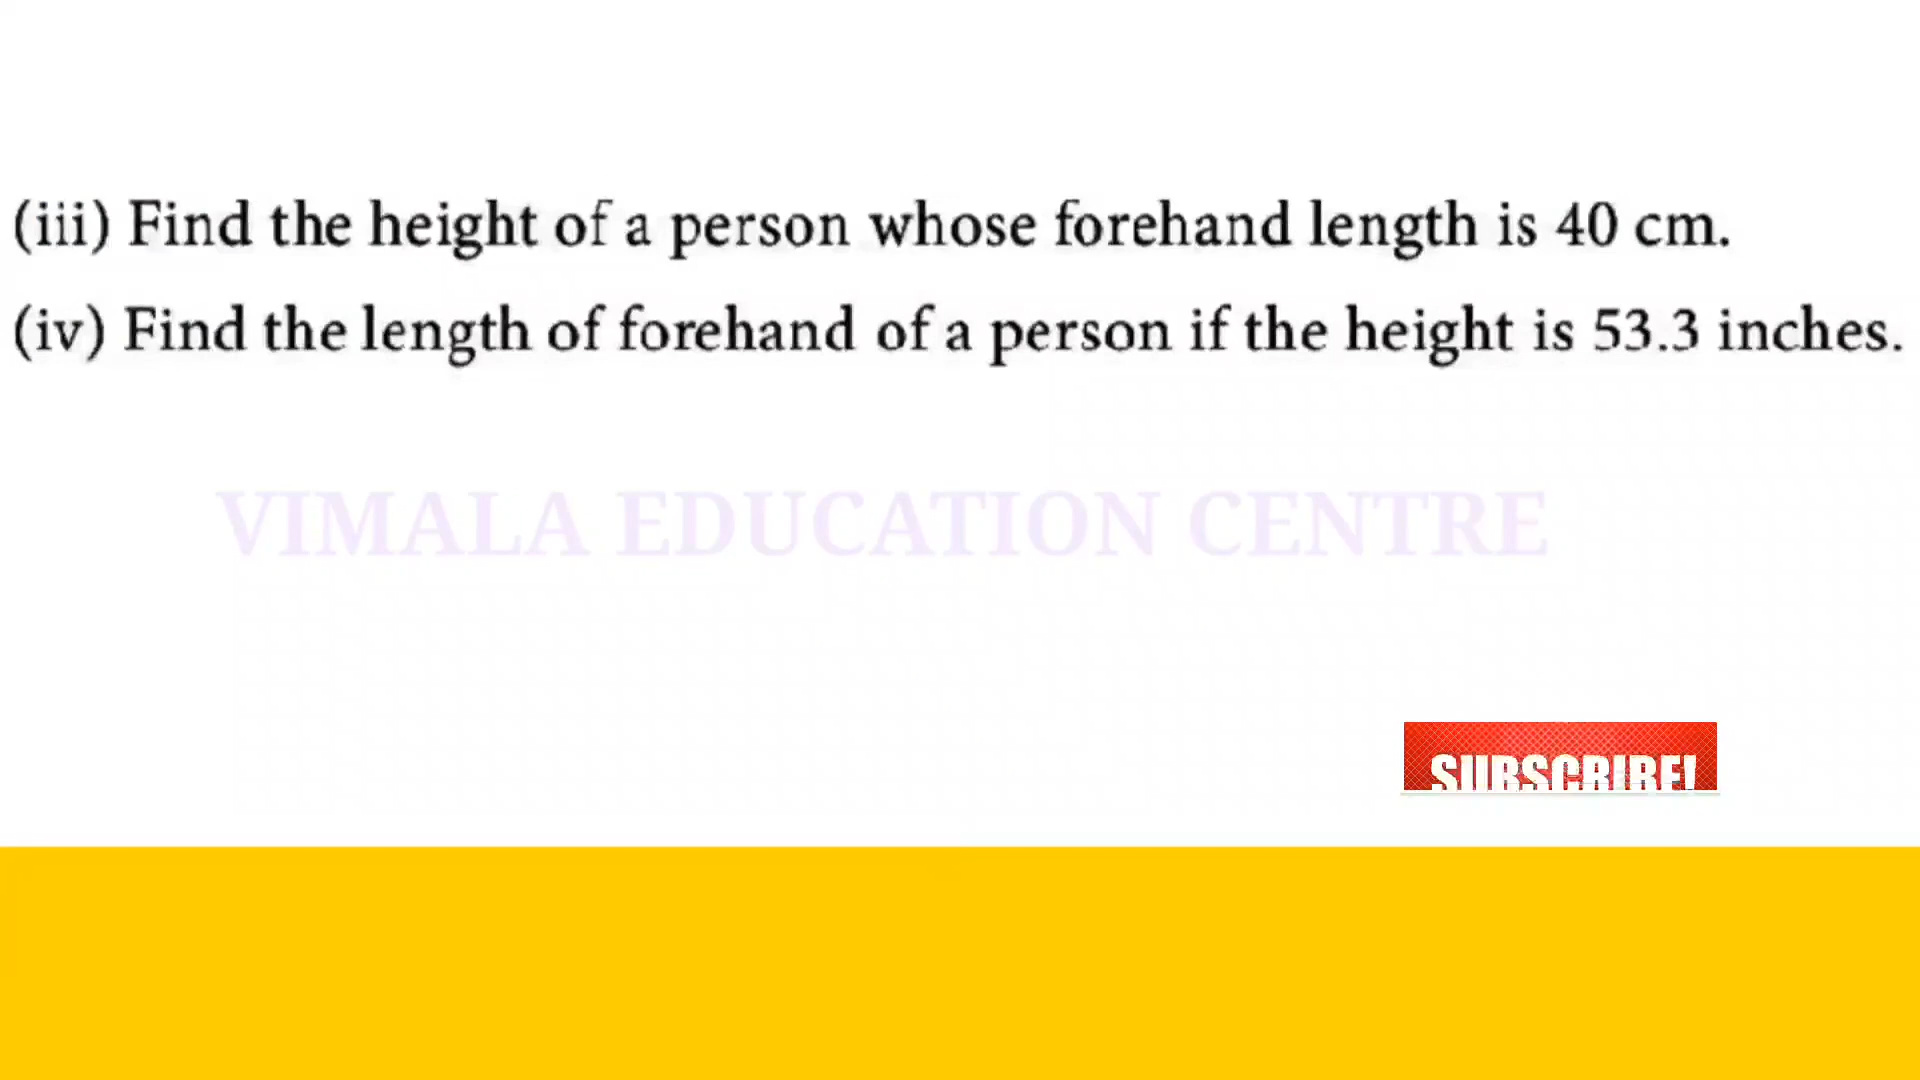 (iii) Find the height of a person whose forehand length is 40 cm.
(iv) Find the length of forehand of a person if the height is 53.3 inches.
VIMALA EDUCATION CENTRE
SUBSCRIBE!